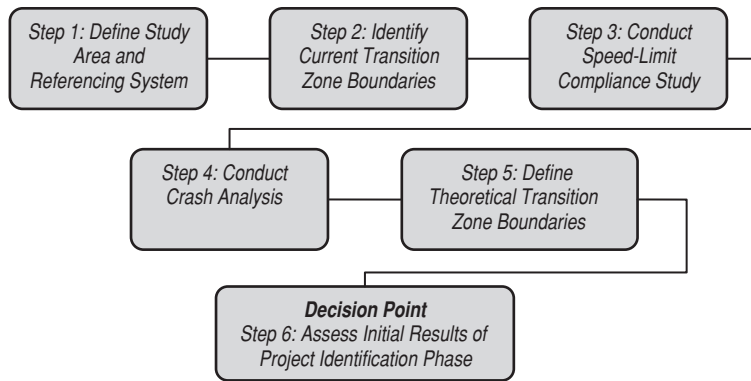 Step 1: Define Study
Area and
Referencing System
Step 2: Identify
Current Transition
Zone Boundaries
Step 3: Conduct
Speed-Limit
Compliance Study
Step 4: Conduct
Crash Analysis
Step 5: Define
Theoretical Transition
Zone Boundaries
Decision Point
Step 6: Assess Initial Results of
Project Identification Phase